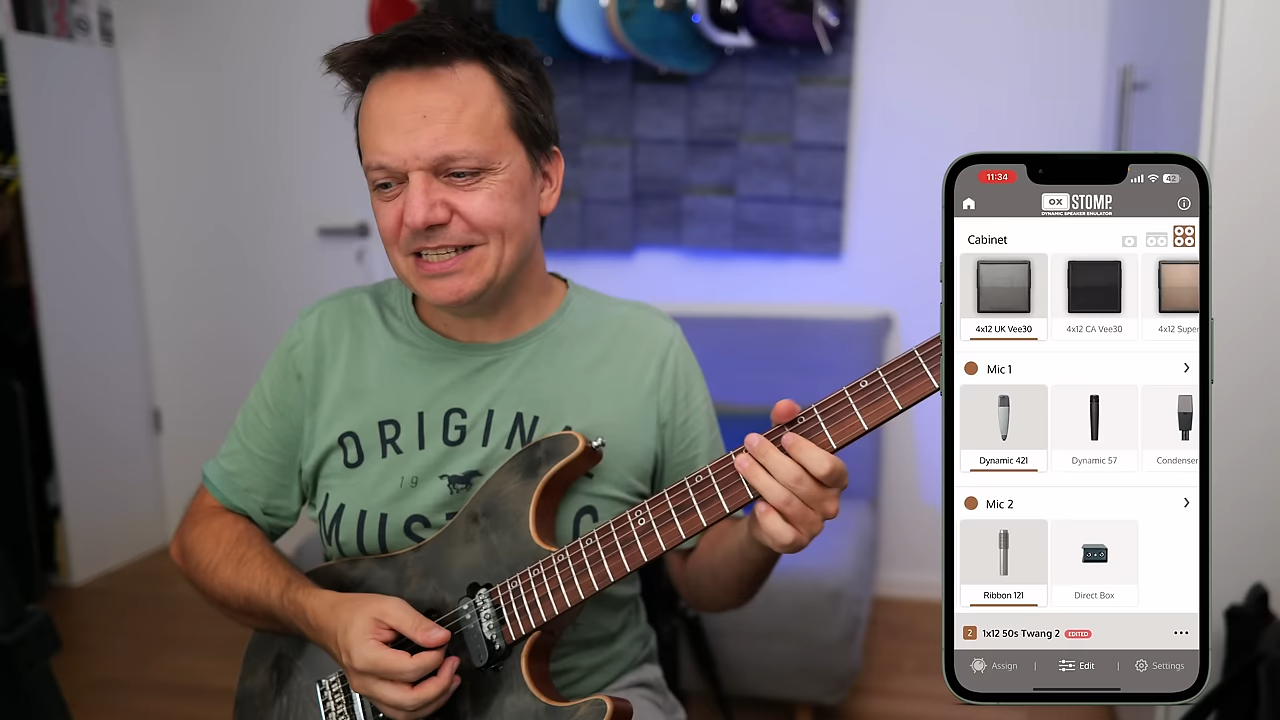 ORIGINA
19
MUSTNG
11:34
42
OX STOMP
DYNAMIC SPEAKER EMULATOR
Cabinet
4x12 UK Vee30
4x12 CA Vee30
4x12 Super
Mic 1
Dynamic 421
Dynamic 57
Condenser
Mic 2
Ribbon 121
Direct Box
2 1x12 50s Twang 2 EDITED
Assign
Edit
Settings